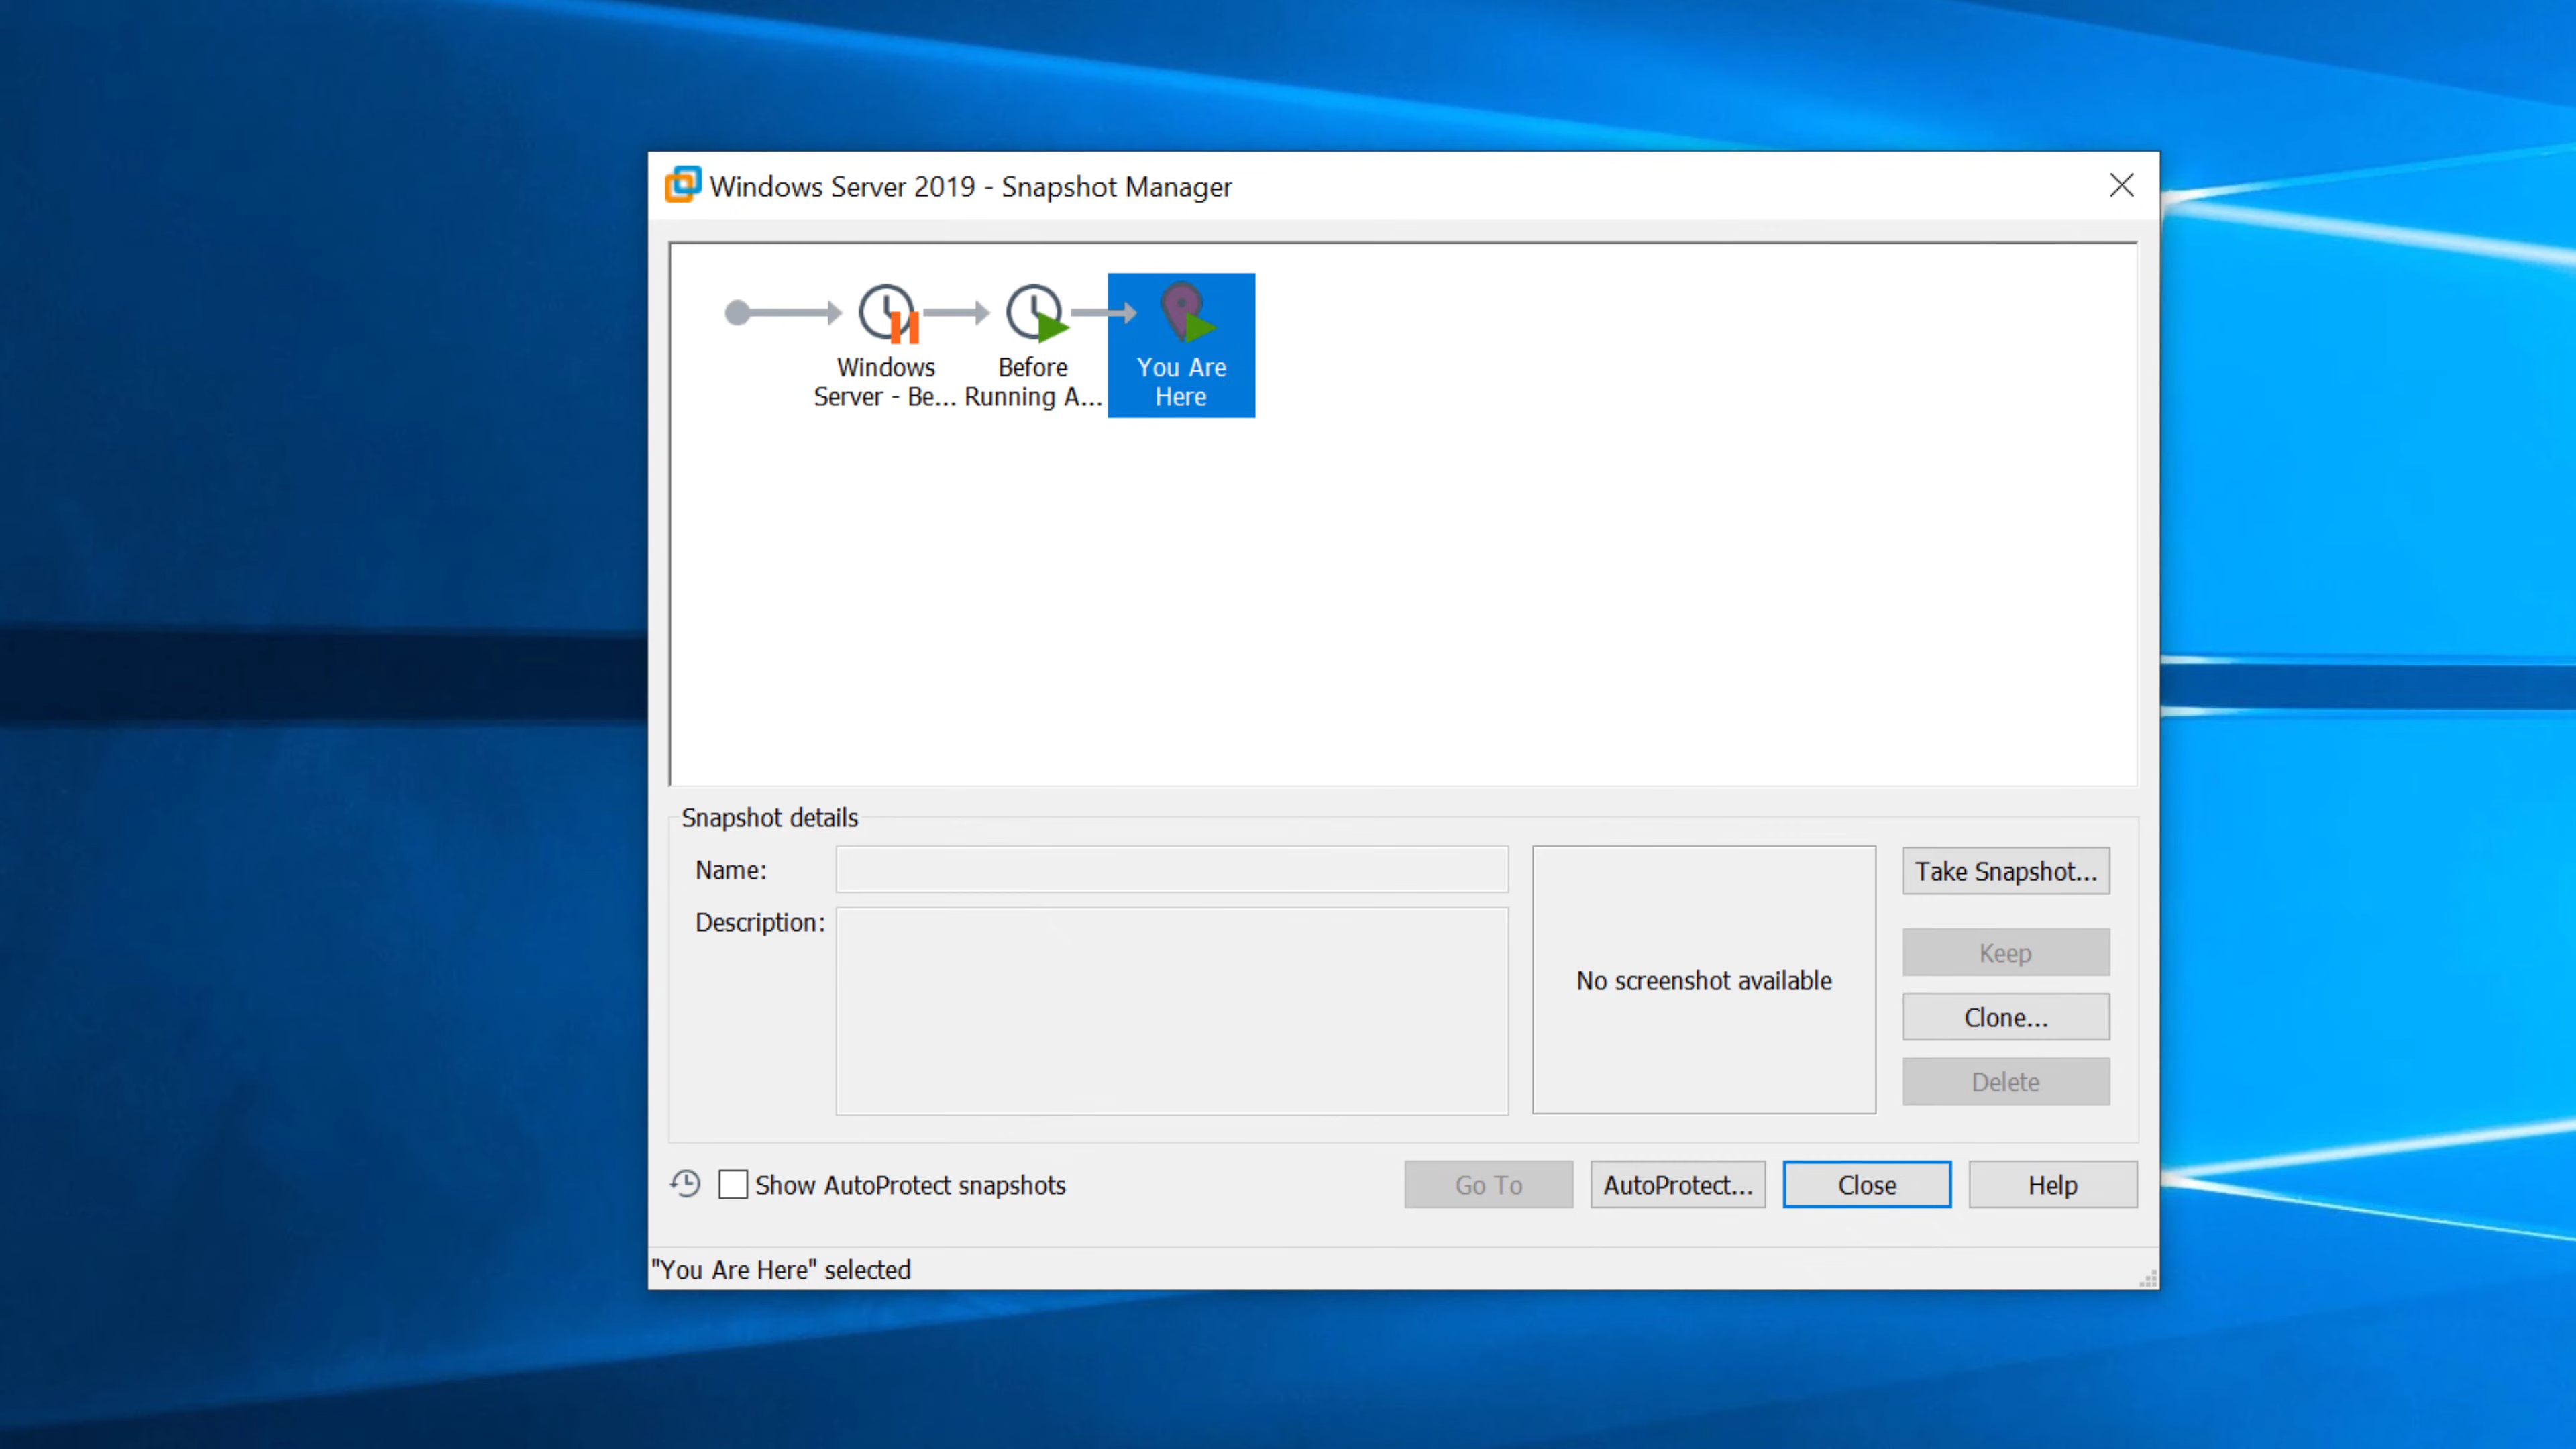 Windows Server 2019 - Snapshot Manager
Windows
Server - Be...
Before
Running A...
You Are
Here
Snapshot details
Name:
Description:
No screenshot available
Take Snapshot...
Keep
Clone...
Delete
Show AutoProtect snapshots
Go To
AutoProtect...
Close
Help
"You Are Here" selected